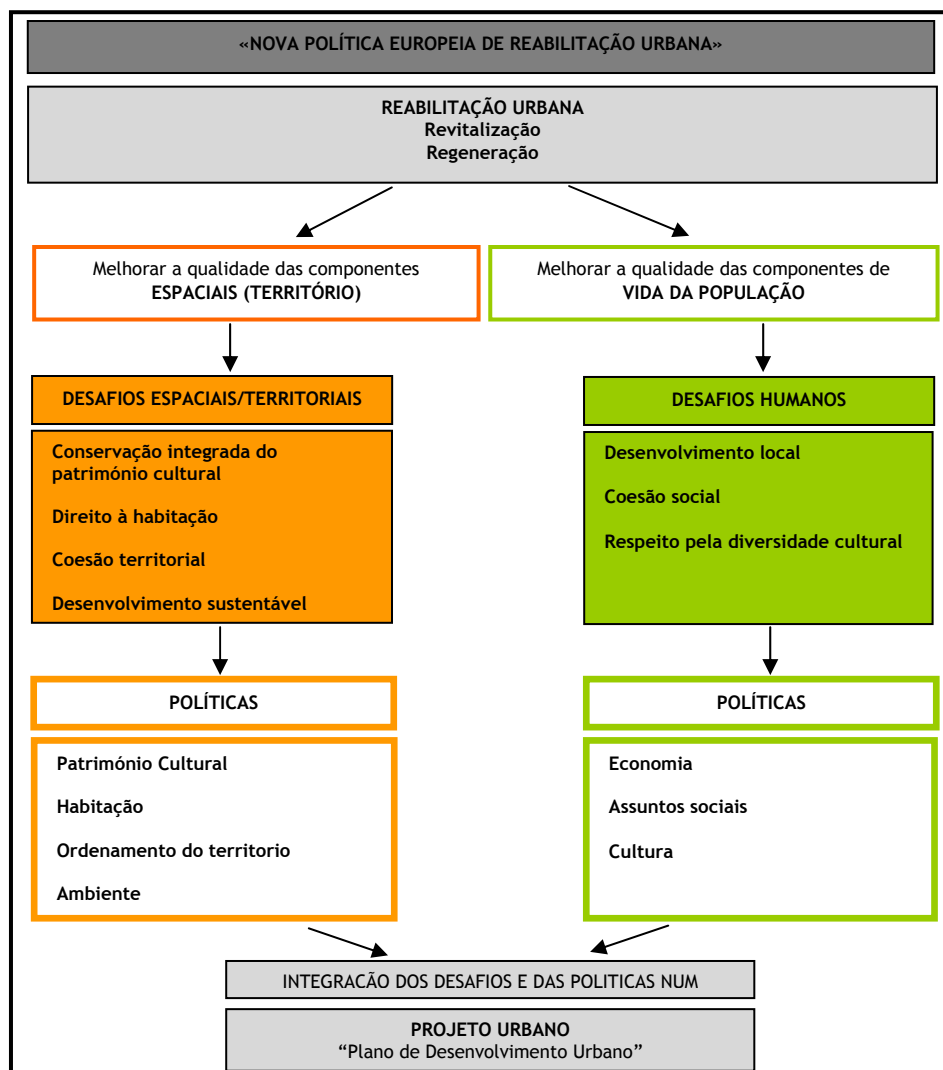 «NOVA POLÍTICA EUROPEIA DE REABILITAÇÃO URBANA»
REABILITAÇÃO URBANA
Revitalização
Regeneração
Melhorar a qualidade das componentes
ESPACIAIS (TERRITÓRIO)
Melhorar a qualidade das componentes de
VIDA DA POPULAÇÃO
DESAFIOS ESPACIAIS/TERRITORIAIS
Conservação integrada do
património cultural
Direito à habitação
Coesão territorial
Desenvolvimento sustentável
DESAFIOS HUMANOS
Desenvolvimento local
Coesão social
Respeito pela diversidade cultural
POLÍTICAS
Património Cultural
Habitação
Ordenamento do territorio
Ambiente
POLÍTICAS
Economia
Assuntos sociais
Cultura
INTEGRACÃO DOS DESAFIOS E DAS POLITICAS NUM
PROJETO URBANO
“Plano de Desenvolvimento Urbano”